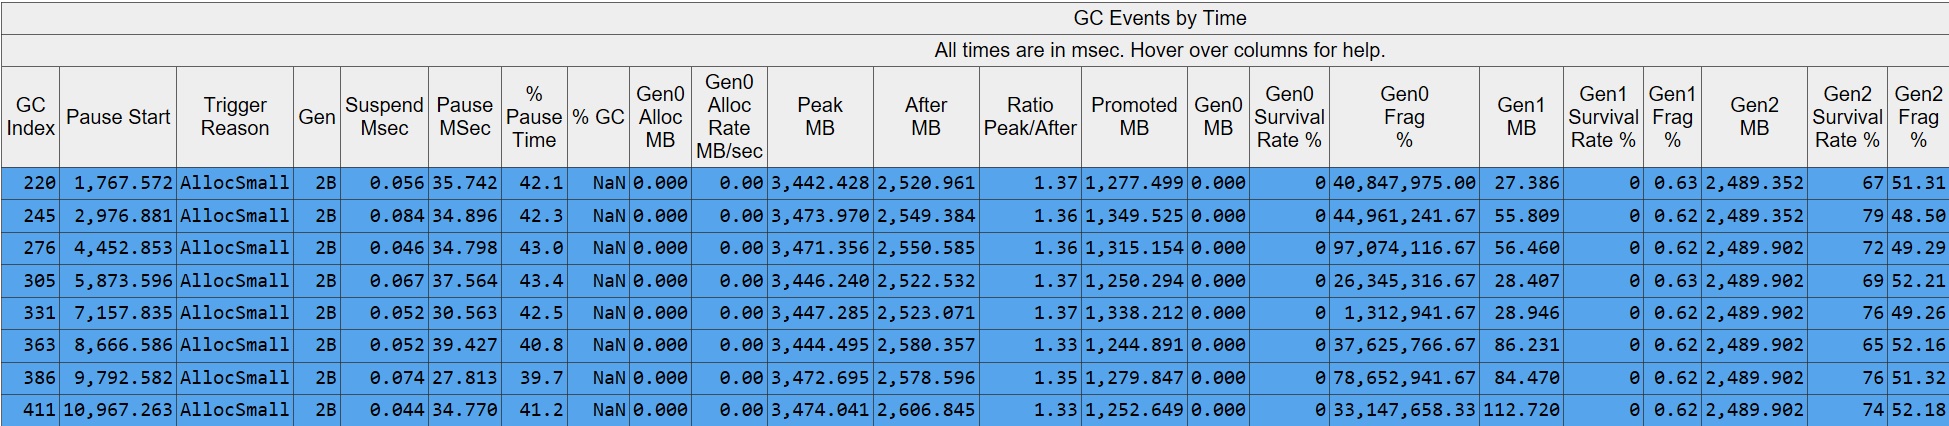 GC Events by Time
All times are in msec. Hover over columns for help.
GC Index Pause Start Trigger Reason Gen Suspend Msec Pause MSec % Pause Time % GC Gen0 Alloc MB Gen0 Alloc Rate MB/sec Peak MB After MB Ratio Peak/After Promoted MB Gen0 MB Gen0 Survival Rate % Gen0 Frag % Gen1 MB Gen1 Survival Rate % Gen1 Frag % Gen2 MB Gen2 Survival Rate % Gen2 Frag %
220 1,767.572 AllocSmall 2B 0.056 35.742 42.1 NaN 0.000 0.00 3,442.428 2,520.961 1.37 1,277.499 0.000 0 40,847,975.00 27.386 0 0.63 2,489.352 67 51.31
245 2,976.881 AllocSmall 2B 0.084 34.896 42.3 NaN 0.000 0.00 3,473.970 2,549.384 1.36 1,349.525 0.000 0 44,961,241.67 55.809 0 0.62 2,489.352 79 48.50
276 4,452.853 AllocSmall 2B 0.046 34.798 43.0 NaN 0.000 0.00 3,471.356 2,550.585 1.36 1,315.154 0.000 0 97,074,116.67 56.460 0 0.62 2,489.902 72 49.29
305 5,873.596 AllocSmall 2B 0.067 37.564 43.4 NaN 0.000 0.00 3,446.240 2,522.532 1.37 1,250.294 0.000 0 26,345,316.67 28.407 0 0.63 2,489.902 69 52.21
331 7,157.835 AllocSmall 2B 0.052 30.563 42.5 NaN 0.000 0.00 3,447.285 2,523.071 1.37 1,338.212 0.000 0 1,312,941.67 28.946 0 0.62 2,489.902 76 49.26
363 8,666.586 AllocSmall 2B 0.052 39.427 40.8 NaN 0.000 0.00 3,444.495 2,580.357 1.33 1,244.891 0.000 0 37,625,766.67 86.231 0 0.62 2,489.902 65 52.16
386 9,792.582 AllocSmall 2B 0.074 27.813 39.7 NaN 0.000 0.00 3,472.695 2,578.596 1.35 1,279.847 0.000 0 78,652,941.67 84.470 0 0.62 2,489.902 76 51.32
411 10,967.263 AllocSmall 2B 0.044 34.770 41.2 NaN 0.000 0.00 3,474.041 2,606.845 1.33 1,252.649 0.000 0 33,147,658.33 112.720 0 0.62 2,489.902 74 52.18